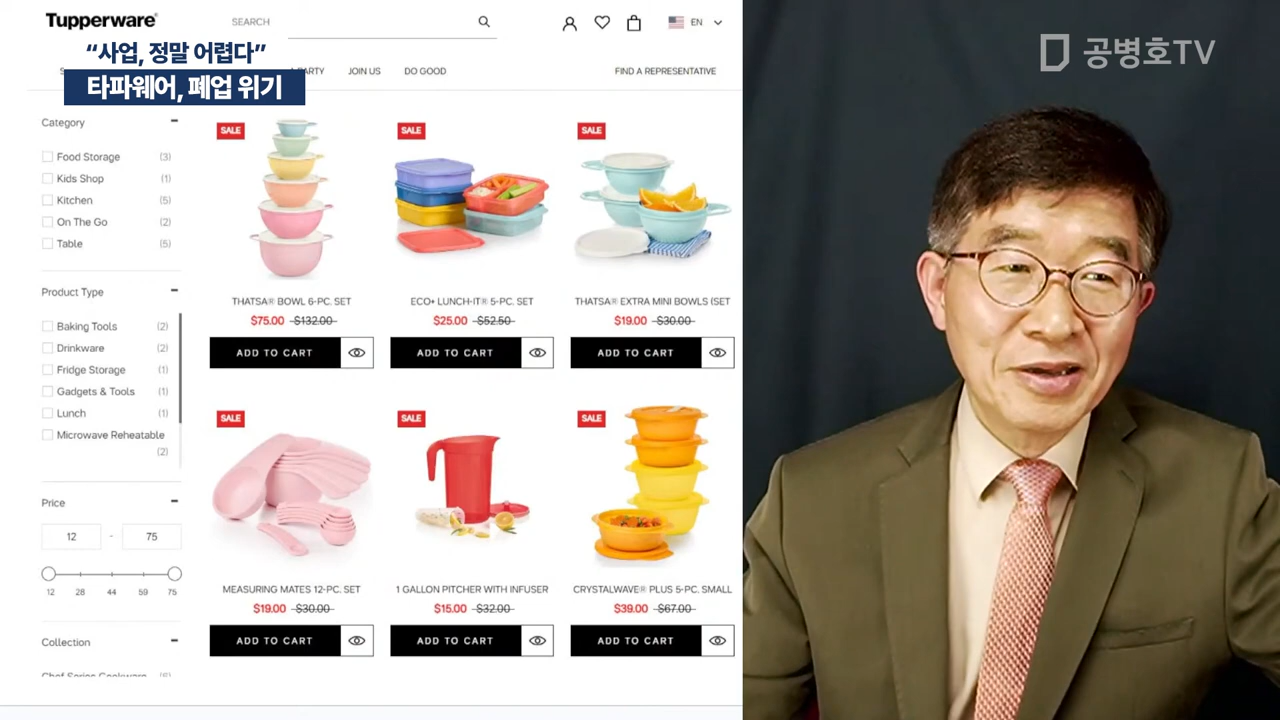 Tupperware®
SEARCH
EN
“사업, 정말 어렵다”
타파웨어, 폐업 위기
공병호TV
PARTY
JOIN US
DO GOOD
FIND A REPRESENTATIVE
Category
Food Storage (3)
Kids Shop (1)
Kitchen (5)
On The Go (2)
Table (5)
Product Type
Baking Tools (2)
Drinkware (2)
Fridge Storage (1)
Gadgets & Tools (1)
Lunch (1)
Microwave Reheatable
(2)
Price
12 - 75
12 28 44 59 75
Collection
Chef Series Cookware (6)
SALE
SALE
SALE
THATSA® BOWL 6-PC. SET
$75.00 $132.00
ADD TO CART
ECO+ LUNCH-IT® 5-PC. SET
$25.00 $52.50
ADD TO CART
THATSA® EXTRA MINI BOWLS (SET
$19.00 $30.00
ADD TO CART
SALE
SALE
SALE
MEASURING MATES 12-PC. SET
$19.00 $30.00
ADD TO CART
1 GALLON PITCHER WITH INFUSER
$15.00 $32.00
ADD TO CART
CRYSTALWAVE® PLUS 5-PC. SMALL
$39.00 $67.00
ADD TO CART